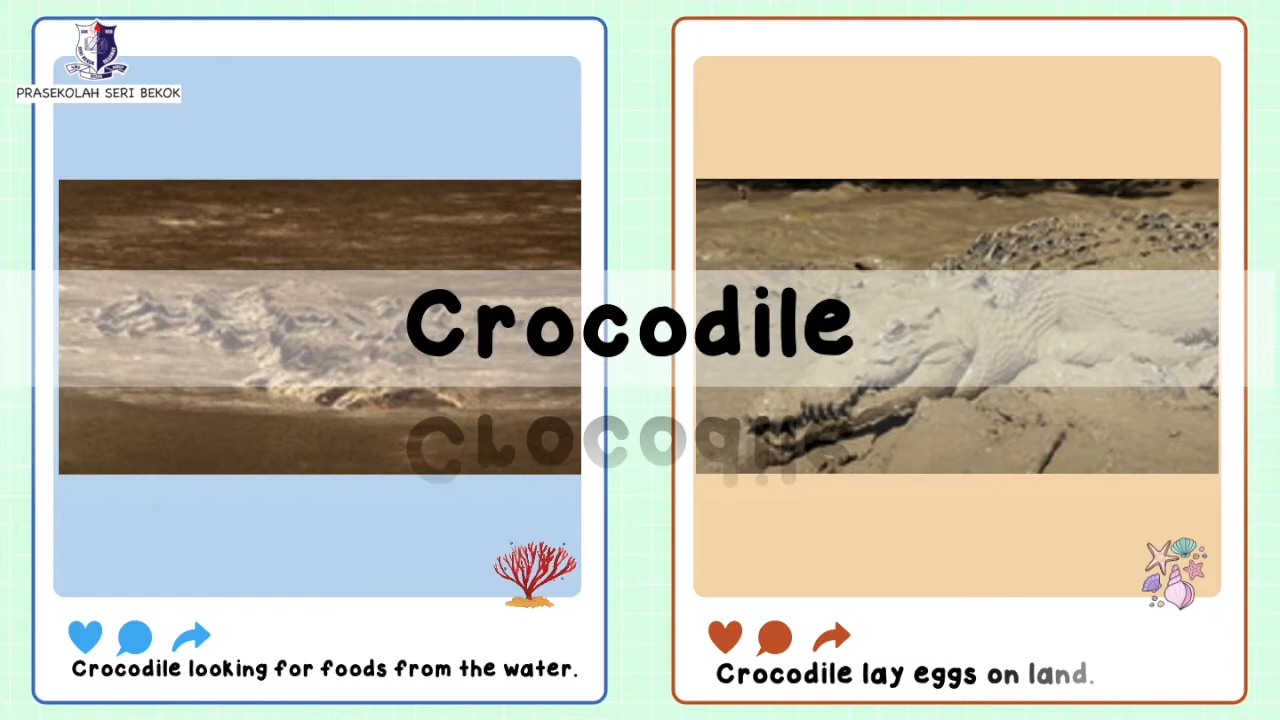 PRASEKOLAH SERI BEKOK
Crocodile
Crocodile looking for foods from the water.
Crocodile lay eggs on land.